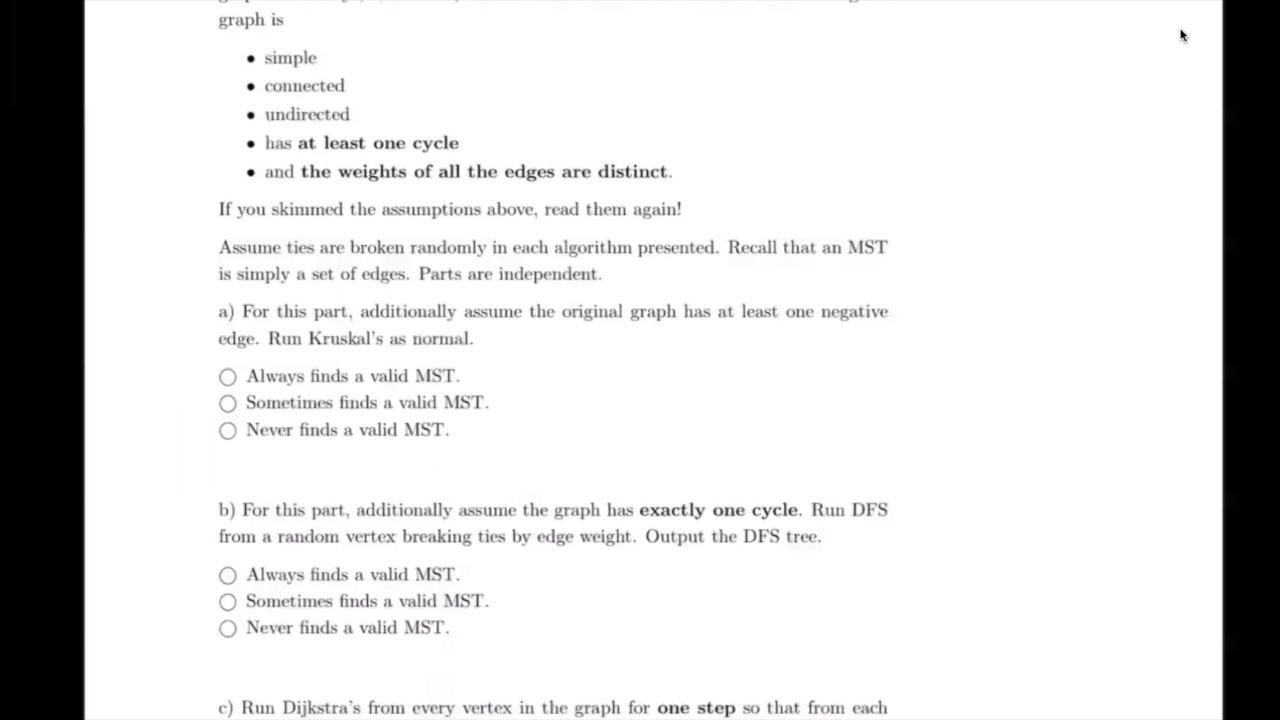 graph is
• simple
• connected
• undirected
• has at least one cycle
• and the weights of all the edges are distinct.
If you skimmed the assumptions above, read them again!
Assume ties are broken randomly in each algorithm presented. Recall that an MST
is simply a set of edges. Parts are independent.
a) For this part, additionally assume the original graph has at least one negative
edge. Run Kruskal's as normal.
○ Always finds a valid MST.
○ Sometimes finds a valid MST.
○ Never finds a valid MST.
b) For this part, additionally assume the graph has exactly one cycle. Run DFS
from a random vertex breaking ties by edge weight. Output the DFS tree.
○ Always finds a valid MST.
○ Sometimes finds a valid MST.
○ Never finds a valid MST.
c) Run Dijkstra's from every vertex in the graph for one step so that from each